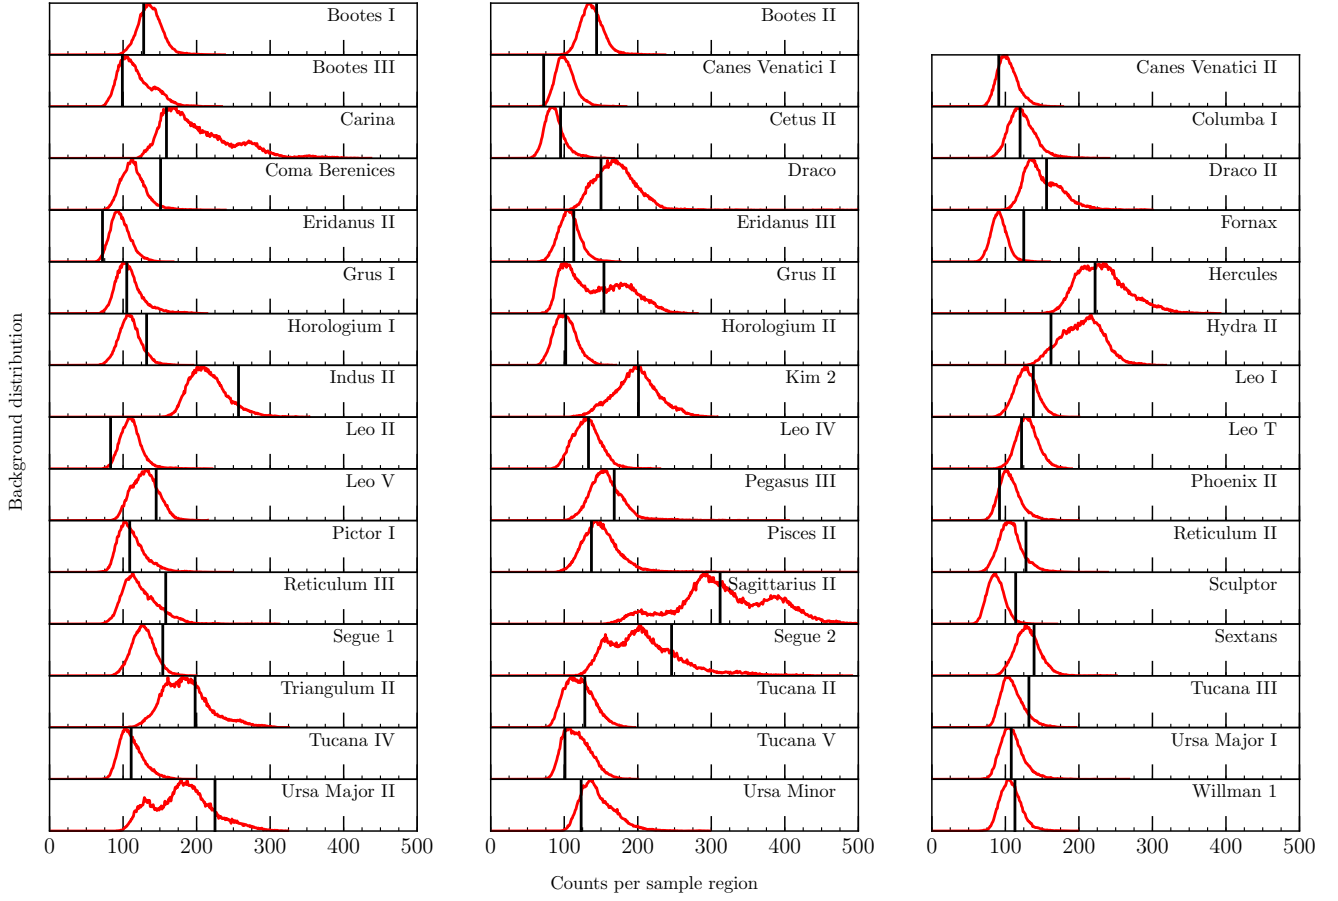 Bootes I
Bootes II
Bootes III
Canes Venatici I
Canes Venatici II
Carina
Cetus II
Columba I
Coma Berenices
Draco
Draco II
Eridanus II
Eridanus III
Fornax
Grus I
Grus II
Hercules
Horologium I
Horologium II
Hydra II
Indus II
Kim 2
Leo I
Leo II
Leo IV
Leo T
Leo V
Pegasus III
Phoenix II
Pictor I
Pisces II
Reticulum II
Reticulum III
Sagittarius II
Sculptor
Segue 1
Segue 2
Sextans
Triangulum II
Tucana II
Tucana III
Tucana IV
Tucana V
Ursa Major I
Ursa Major II
Ursa Minor
Willman 1
0 100 200 300 400 500
0 100 200 300 400 500
0 100 200 300 400 500
Counts per sample region
Background distribution